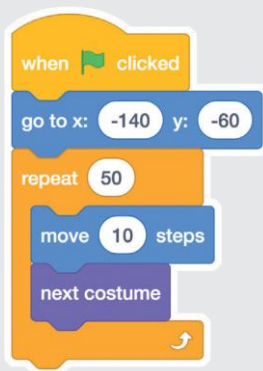 when clicked
go to x: -140 y: -60
repeat 50
move 10 steps
next costume